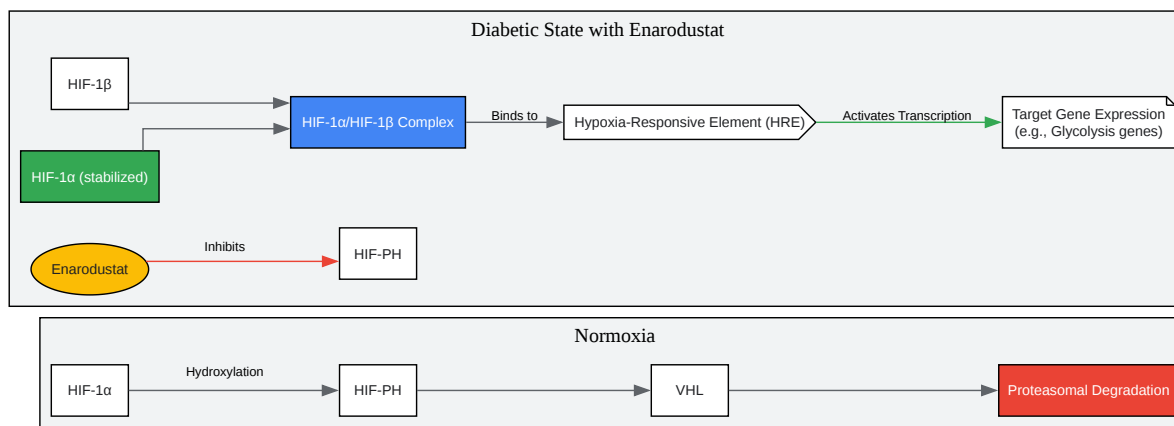 Diabetic State with Enarodustat
HIF-1β
HIF-1α (stabilized)
HIF-1α/HIF-1β Complex
Binds to
Hypoxia-Responsive Element (HRE)
Activates Transcription
Target Gene Expression
(e.g., Glycolysis genes)
Enarodustat
Inhibits
HIF-PH
Normoxia
HIF-1α
Hydroxylation
HIF-PH
VHL
Proteasomal Degradation